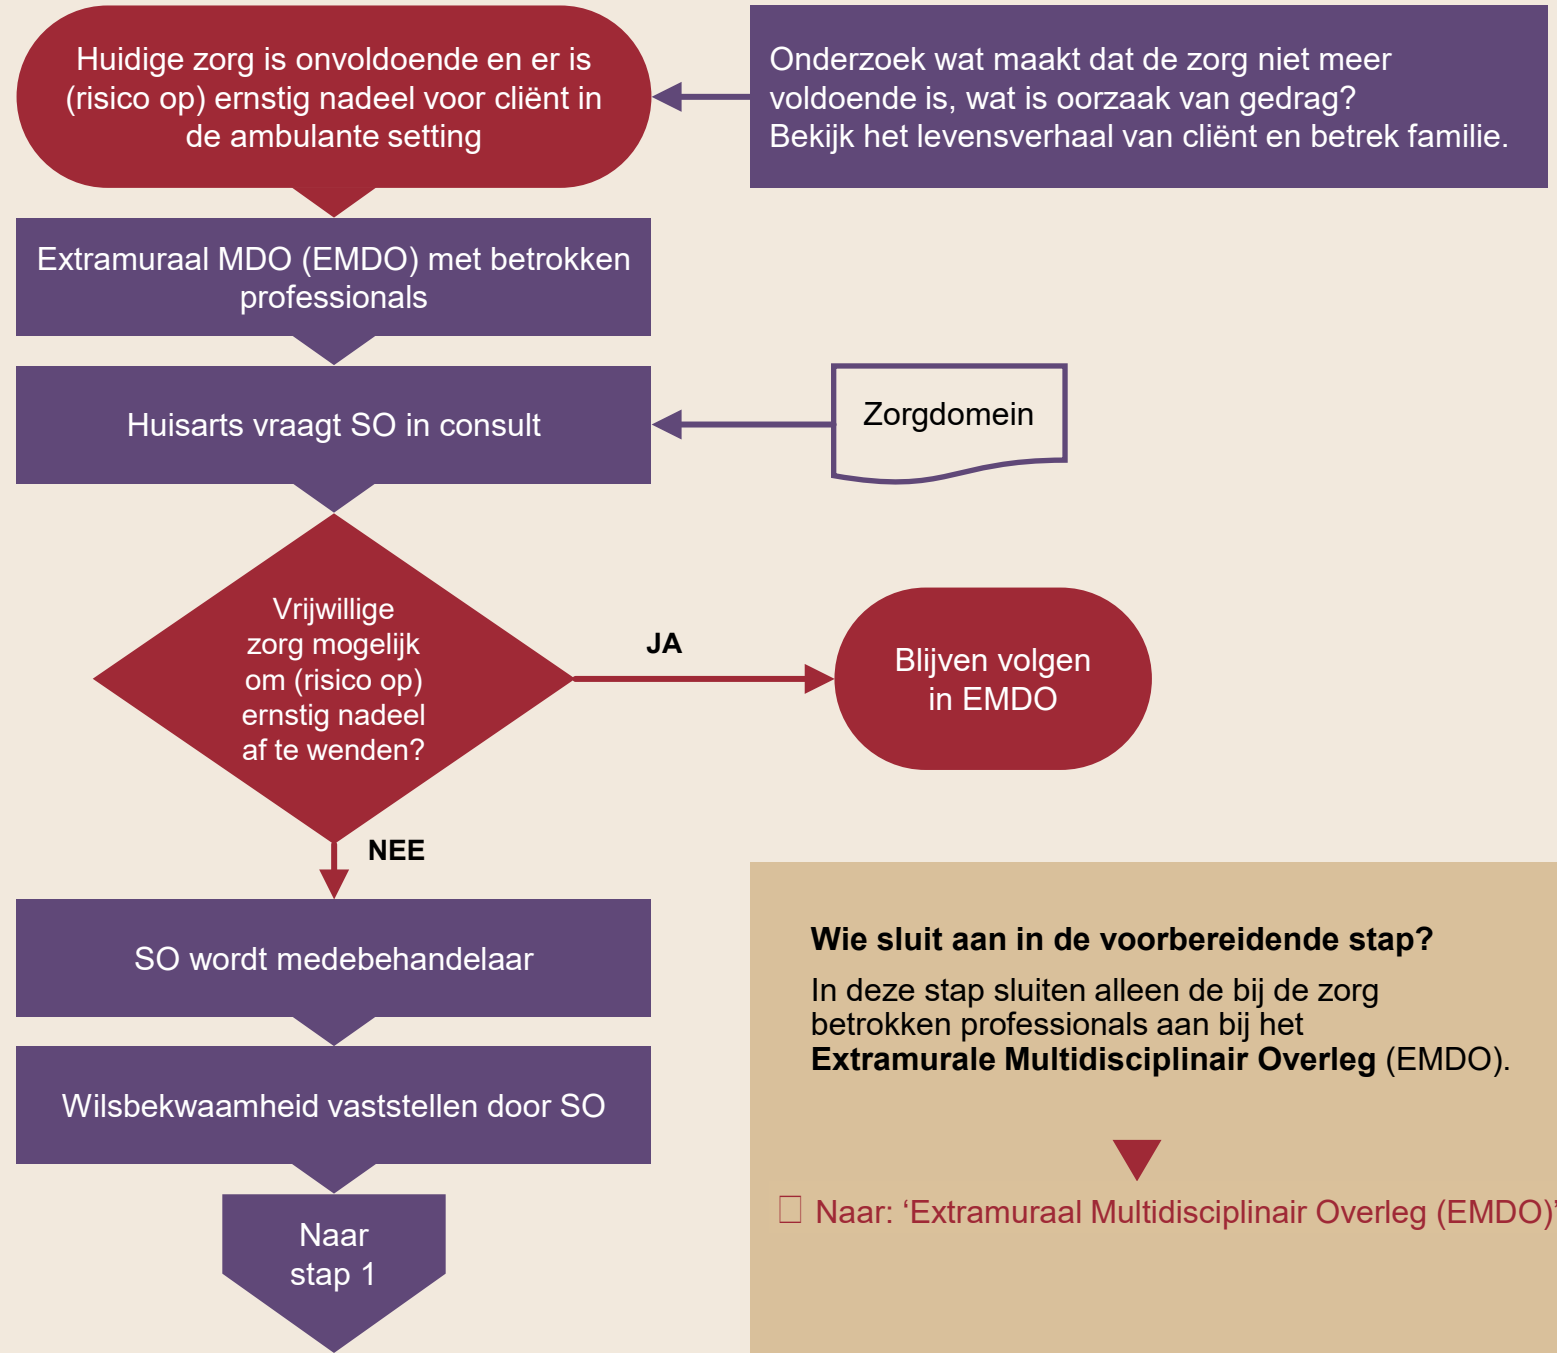 Huidige zorg is onvoldoende en er is
(risico op) ernstig nadeel voor cliënt in
de ambulante setting
Onderzoek wat maakt dat de zorg niet meer
voldoende is, wat is oorzaak van gedrag?
Bekijk het levensverhaal van cliënt en betrek familie.
Extramuraal MDO (EMDO) met betrokken
professionals
Huisarts vraagt SO in consult
Zorgdomein
Vrijwillige
zorg mogelijk
om (risico op)
ernstig nadeel
af te wenden?
JA
Blijven volgen
in EMDO
NEE
SO wordt medebehandelaar
Wilsbekwaamheid vaststellen door SO
Naar
stap 1
Wie sluit aan in de voorbereidende stap?
In deze stap sluiten alleen de bij de zorg
betrokken professionals aan bij het
Extramurale Multidisciplinair Overleg (EMDO).
Naar: ‘Extramuraal Multidisciplinair Overleg (EMDO)’